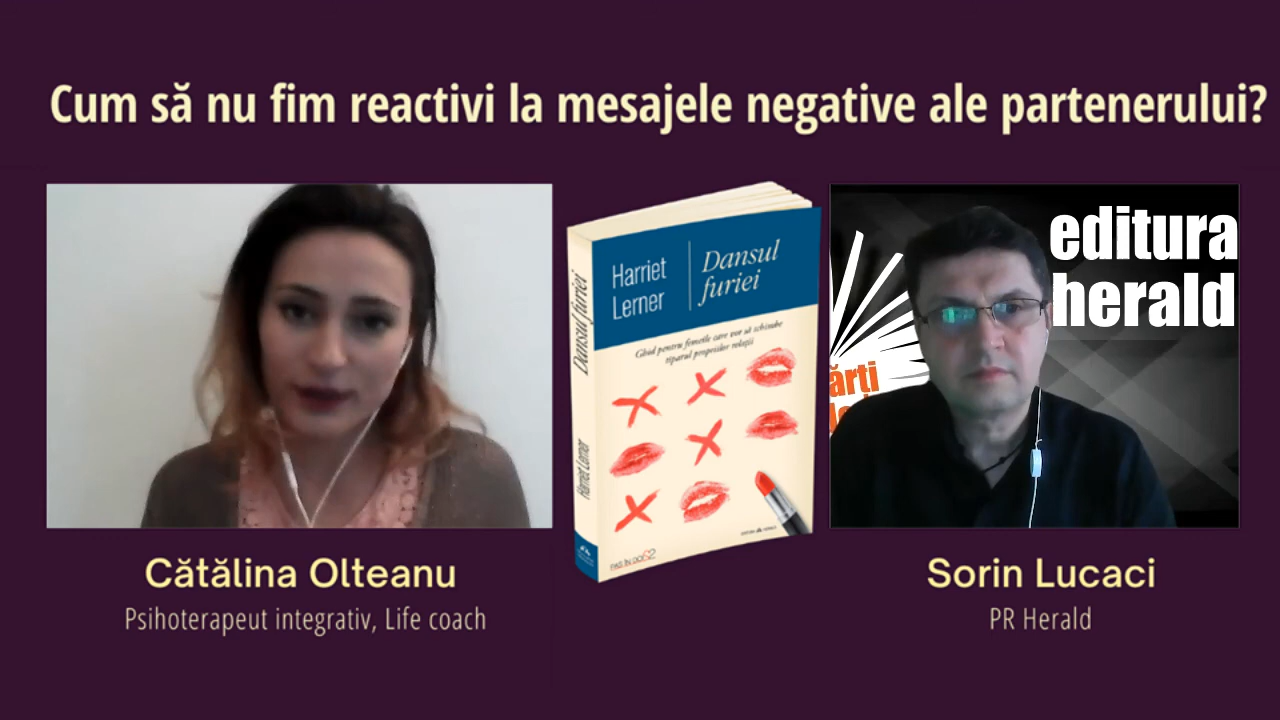 Cum să nu fim reactivi la mesajele negative ale partenerului?
Harriet
Lerner
Dansul
furiei
Ghid pentru femeile care vor să schimbe
tiparul propriilor relații
Dansul furiei
Harriet Lerner
editura
herald
ărți
Cătălina Olteanu
Psihoterapeut integrativ, Life coach
Sorin Lucaci
PR Herald